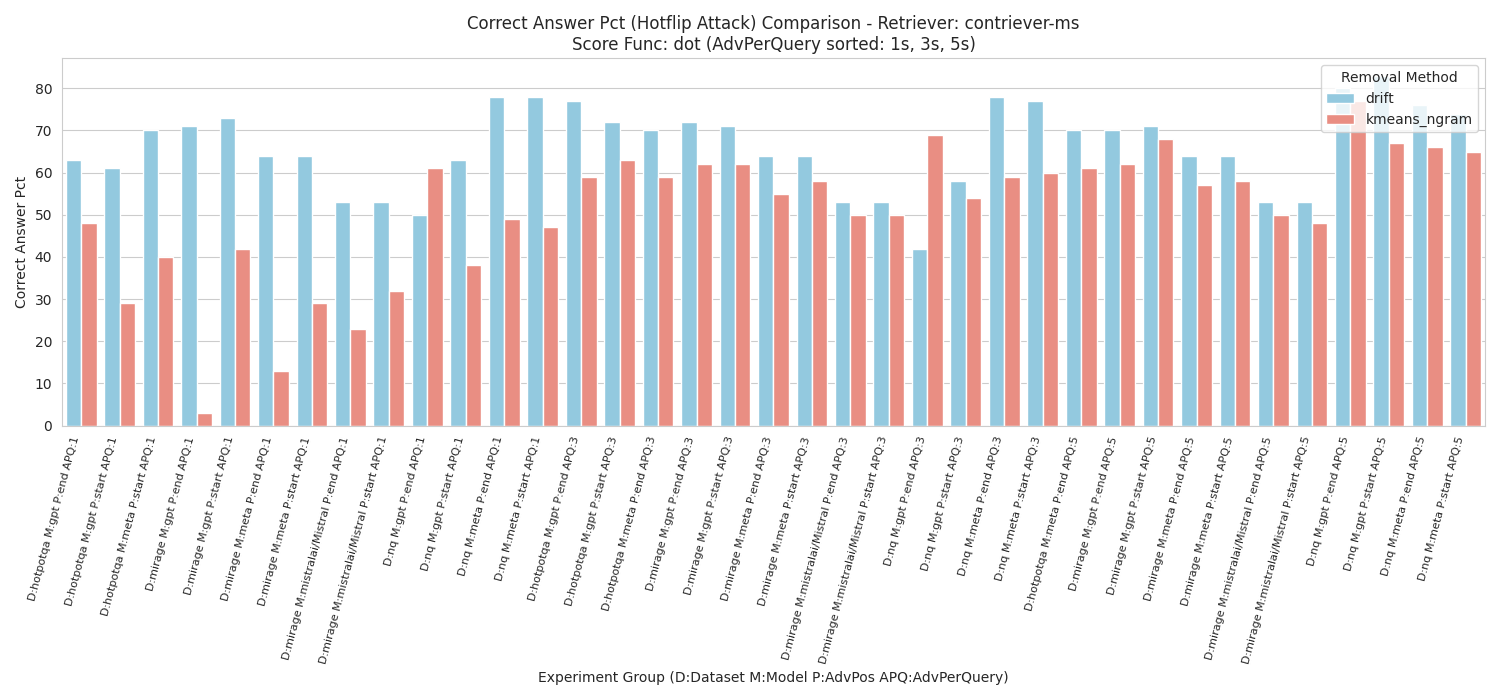 Correct Answer Pct (Hotflip Attack) Comparison - Retriever: contriever-ms
Score Func: dot (AdvPerQuery sorted: 1s, 3s, 5s)
Removal Method
drift
kmeans_ngram
Correct Answer Pct
80
70
60
50
40
30
20
10
0
D:hotpotqa M:gpt P:end APQ:1
D:hotpotqa M:gpt P:start APQ:1
D:hotpotqa M:meta P:start APQ:1
D:mirage M:gpt P:end APQ:1
D:mirage M:gpt P:start APQ:1
D:mirage M:meta P:end APQ:1
D:mirage M:meta P:start APQ:1
D:mirage M:mistralai/Mistral P:end APQ:1
D:mirage M:mistralai/Mistral P:start APQ:1
D:nq M:gpt P:end APQ:1
D:nq M:gpt P:start APQ:1
D:nq M:meta P:end APQ:1
D:nq M:meta P:start APQ:1
D:hotpotqa M:gpt P:end APQ:3
D:hotpotqa M:gpt P:start APQ:3
D:hotpotqa M:meta P:end APQ:3
D:mirage M:gpt P:end APQ:3
D:mirage M:gpt P:start APQ:3
D:mirage M:meta P:end APQ:3
D:mirage M:meta P:start APQ:3
D:mirage M:mistralai/Mistral P:end APQ:3
D:mirage M:mistralai/Mistral P:start APQ:3
D:nq M:gpt P:end APQ:3
D:nq M:gpt P:start APQ:3
D:nq M:meta P:end APQ:3
D:nq M:meta P:start APQ:3
D:hotpotqa M:meta P:end APQ:5
D:mirage M:gpt P:end APQ:5
D:mirage M:gpt P:start APQ:5
D:mirage M:meta P:end APQ:5
D:mirage M:meta P:start APQ:5
D:mirage M:mistralai/Mistral P:end APQ:5
D:mirage M:mistralai/Mistral P:start APQ:5
D:nq M:gpt P:end APQ:5
D:nq M:gpt P:start APQ:5
D:nq M:meta P:end APQ:5
D:nq M:meta P:start APQ:5
Experiment Group (D:Dataset M:Model P:AdvPos APQ:AdvPerQuery)